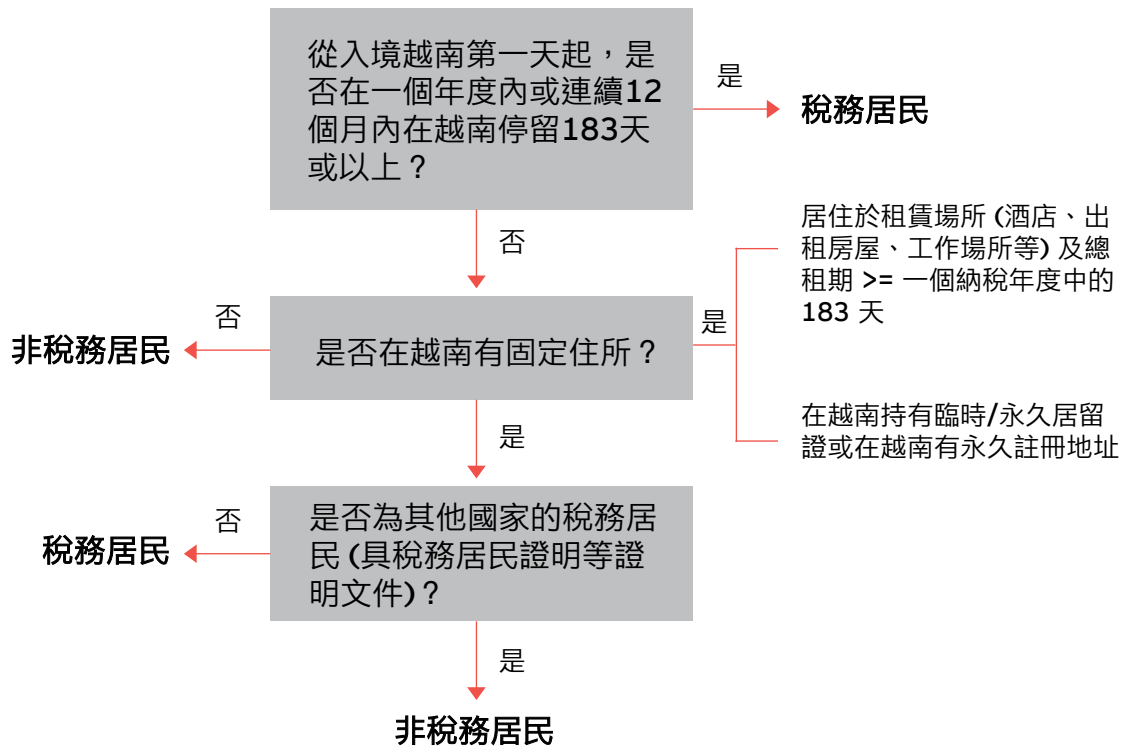 從入境越南第一天起，是
否在一個年度內或連續12
個月內在越南停留183天
或以上？
是
稅務居民
否
居住於租賃場所 (酒店、出
租房屋、工作場所等) 及總
租期 >= 一個納稅年度中的
183 天
非稅務居民
否
是否在越南有固定住所？
是
在越南持有臨時/永久居留
證或在越南有永久註冊地址
是
稅務居民
否
是否為其他國家的稅務居
民 (具稅務居民證明等證
明文件)？
是
非稅務居民